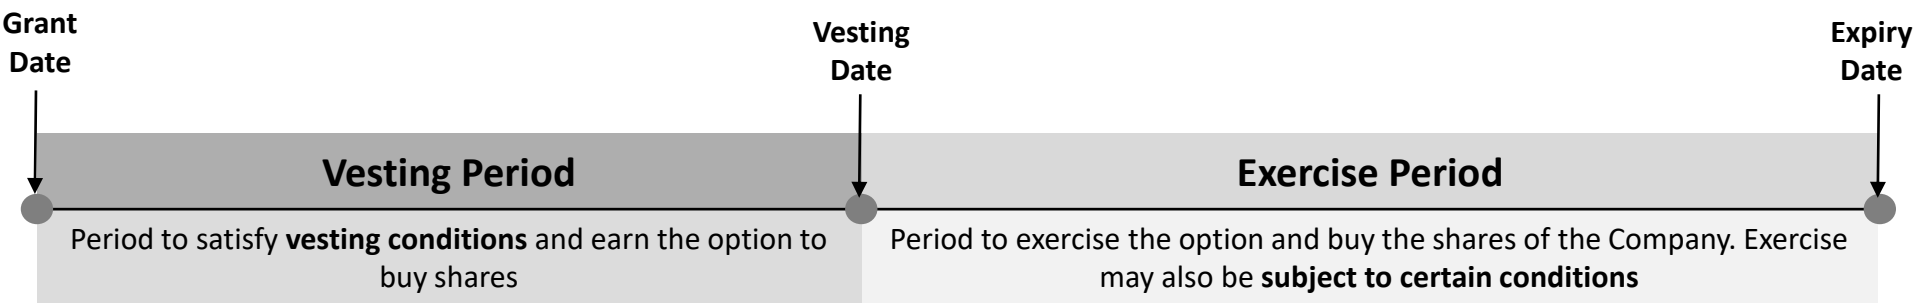 Grant
Date
Vesting
Date
Expiry
Date
Vesting Period
Exercise Period
Period to satisfy vesting conditions and earn the option to
buy shares
Period to exercise the option and buy the shares of the Company. Exercise
may also be subject to certain conditions